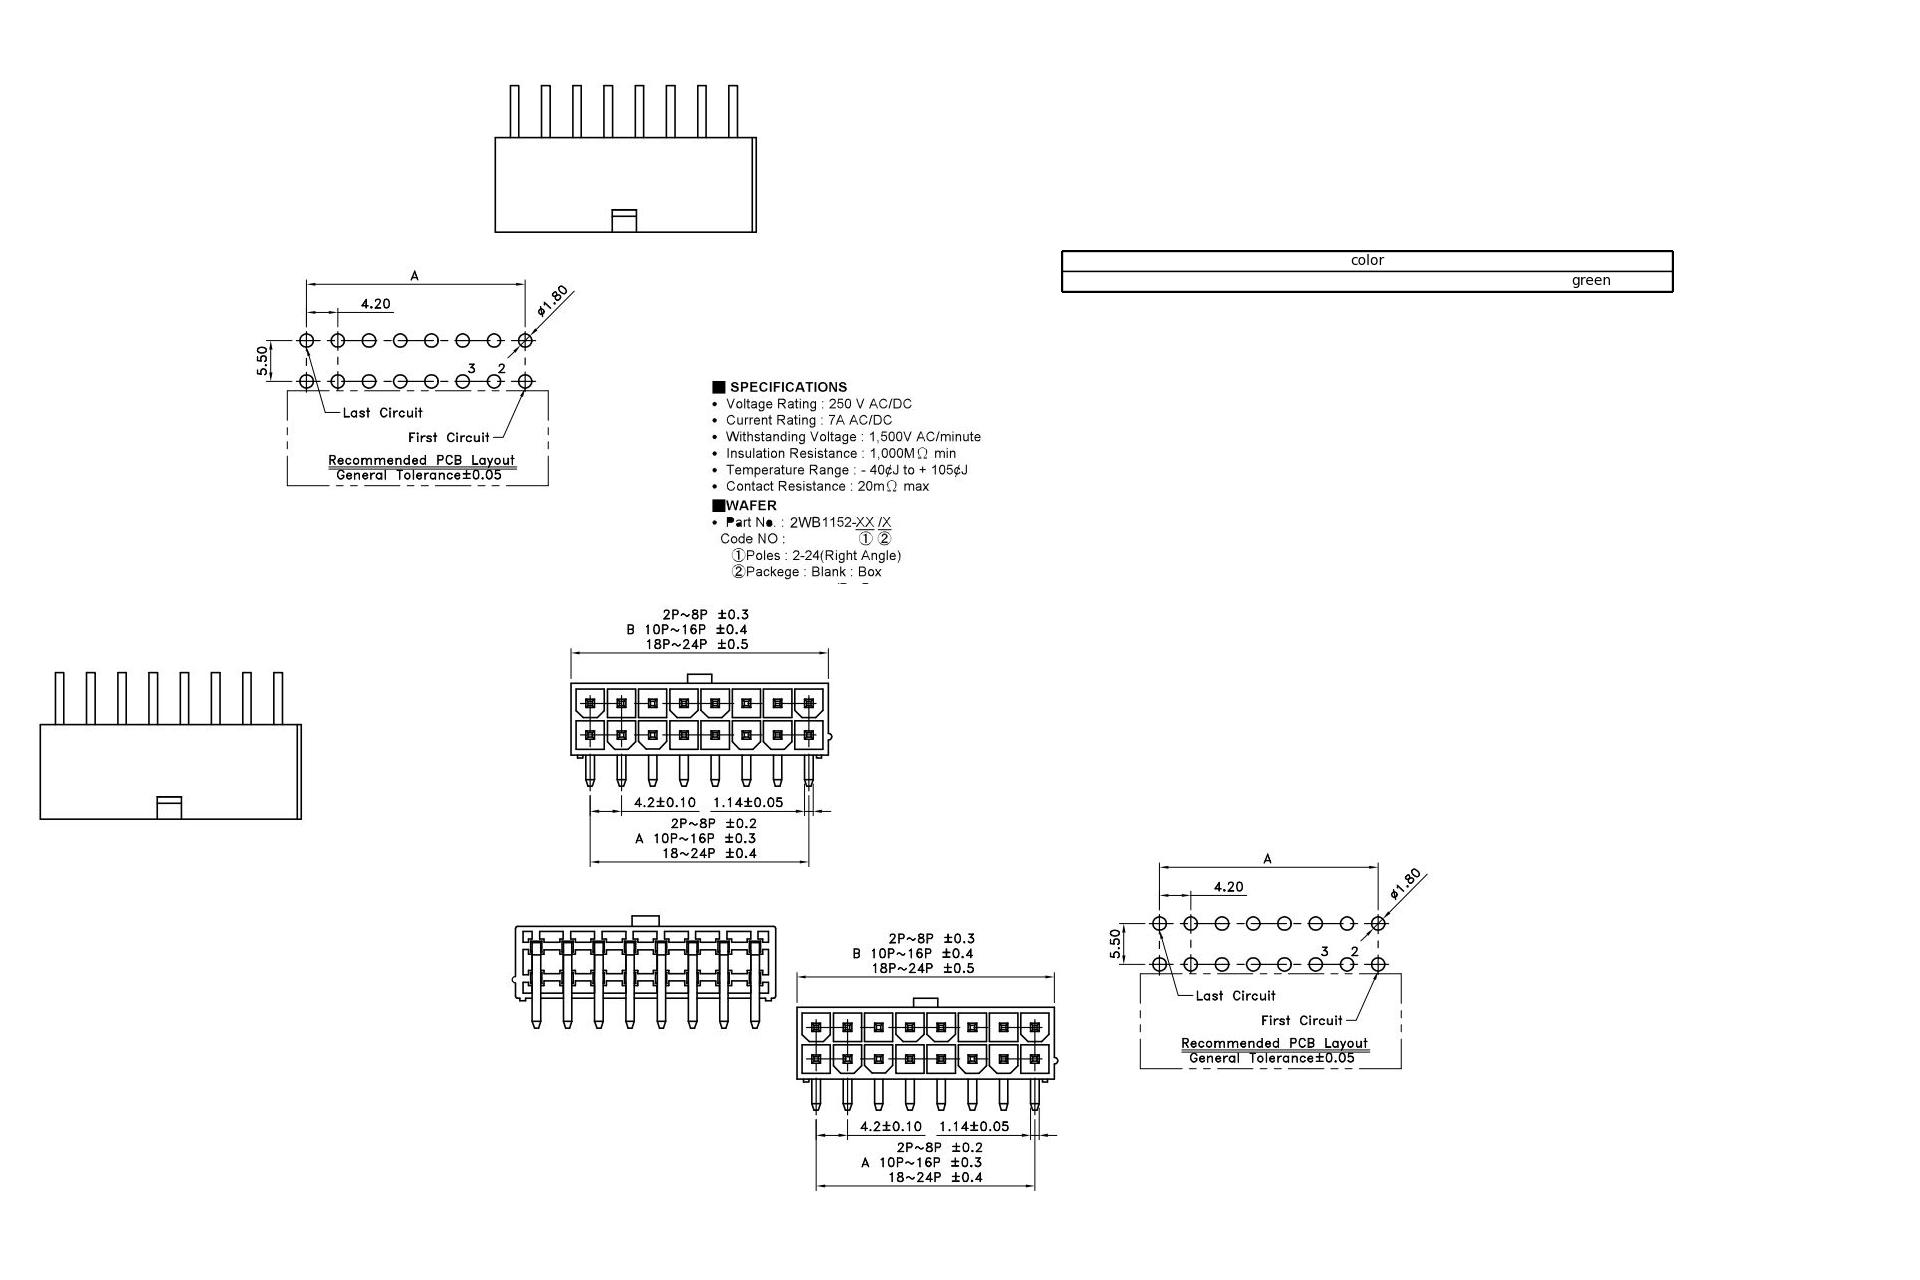 color
green
A
4.20
ø1.80
5.50
3 2
Last Circuit
First Circuit
Recommended PCB Layout
General Tolerance±0.05
■ SPECIFICATIONS
• Voltage Rating : 250 V AC/DC
• Current Rating : 7A AC/DC
• Withstanding Voltage : 1,500V AC/minute
• Insulation Resistance : 1,000MΩ min
• Temperature Range : - 40¢J to + 105¢J
• Contact Resistance : 20mΩ max
■WAFER
• Part No. : 2WB1152-XX /X
Code NO : ① ②
①Poles : 2-24(Right Angle)
②Packege : Blank : Box
2P~8P ±0.3
B 10P~16P ±0.4
18P~24P ±0.5
4.2±0.10 1.14±0.05
2P~8P ±0.2
A 10P~16P ±0.3
18~24P ±0.4
2P~8P ±0.3
B 10P~16P ±0.4
18P~24P ±0.5
4.2±0.10 1.14±0.05
2P~8P ±0.2
A 10P~16P ±0.3
18~24P ±0.4
A
4.20
ø1.80
5.50
3 2
Last Circuit
First Circuit
Recommended PCB Layout
General Tolerance±0.05